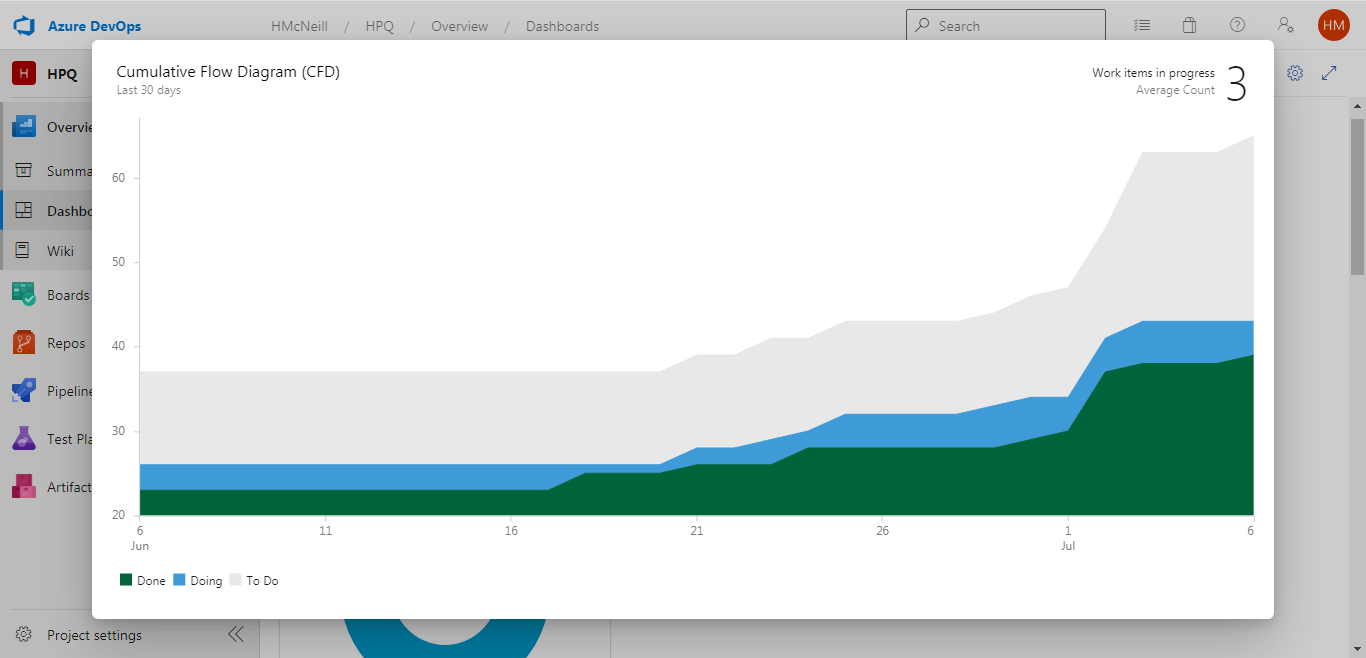 Azure DevOps
HMcNeill / HPQ / Overview / Dashboards
Search
HM
H HPQ
Overvie
Summa
Dashbo
Wiki
Boards
Repos
Pipeline
Test Pla
Artifact
Project settings
Cumulative Flow Diagram (CFD)
Last 30 days
Work items in progress
Average Count
3
60
50
40
30
20
6 11 16 21 26 1 6
Jun Jul
Done Doing To Do